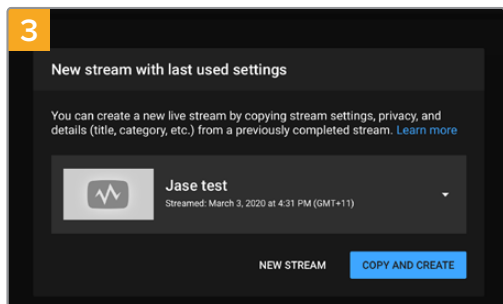 3
New stream with last used settings
You can create a new live stream by copying stream settings, privacy, and
details (title, category, etc.) from a previously completed stream. Learn more
Jase test
Streamed: March 3, 2020 at 4:31 PM (GMT+11)
NEW STREAM COPY AND CREATE